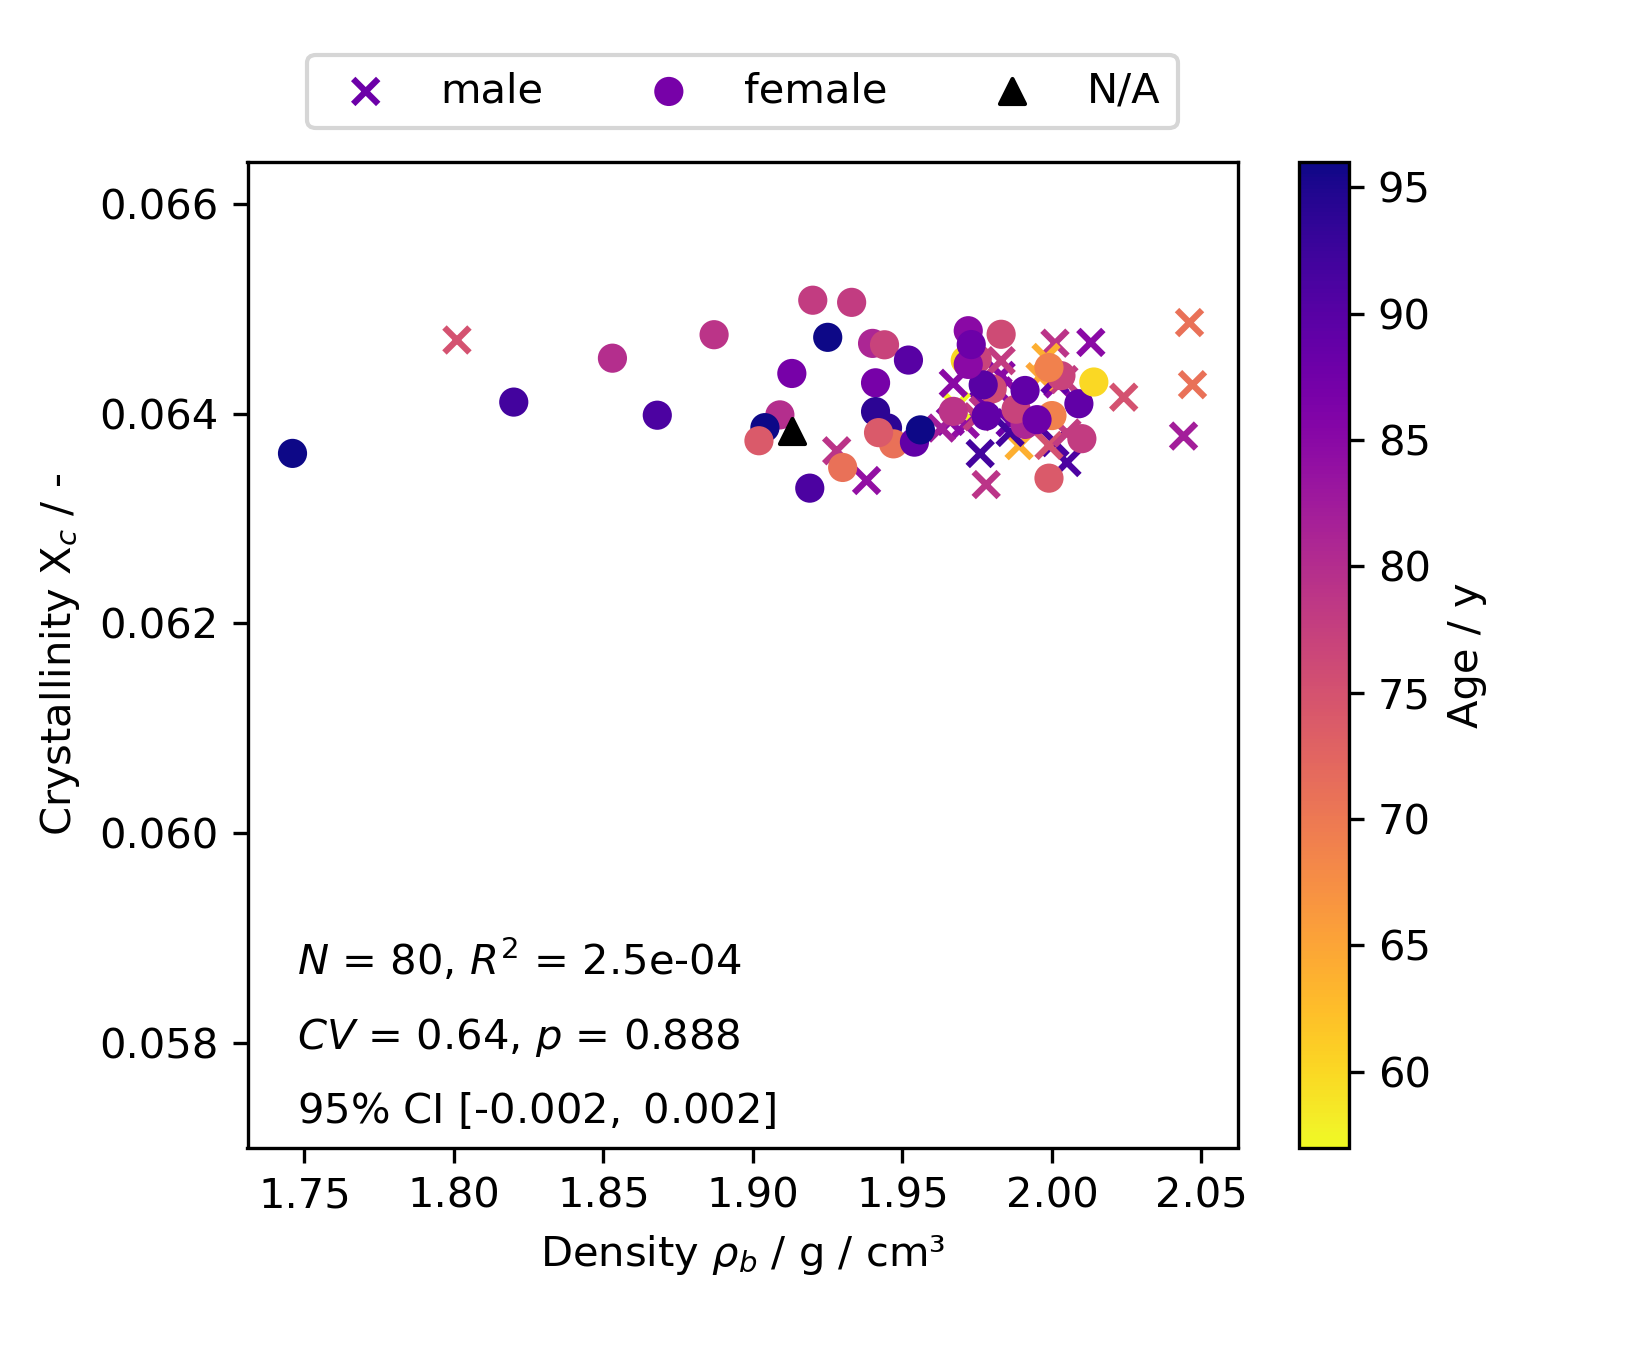 male female N/A
0.066
0.064
0.062
0.060
0.058
Crystallinity X_c / -
N = 80, R² = 2.5e-04
CV = 0.64, p = 0.888
95% CI [-0.002, 0.002]
1.75 1.80 1.85 1.90 1.95 2.00 2.05
Density ρ_b / g / cm³
95
90
85
80
75
70
65
60
Age / y